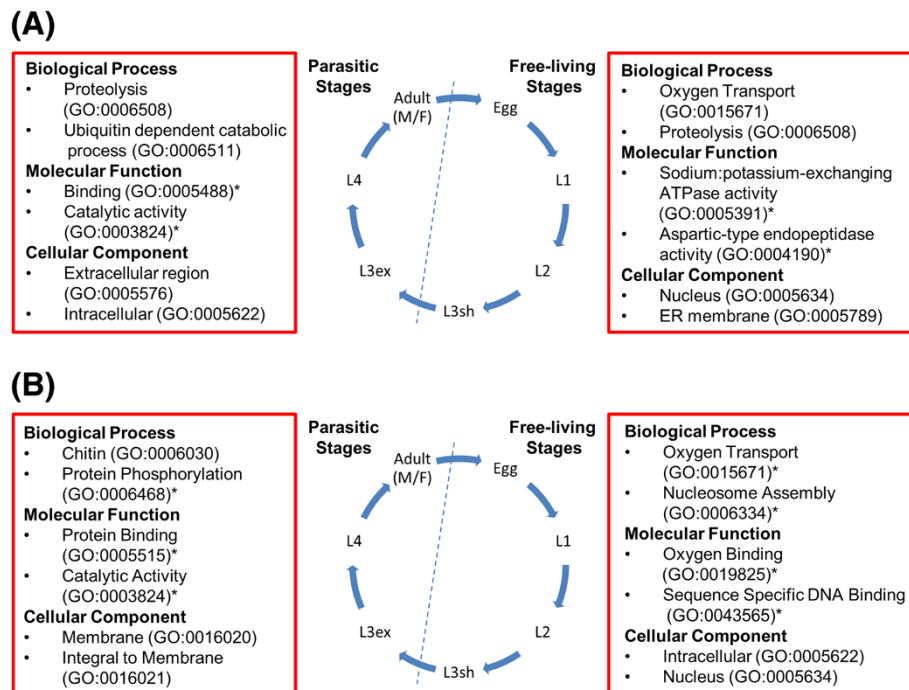 (A)
Biological Process
• Proteolysis
(GO:0006508)
• Ubiquitin dependent catabolic
process (GO:0006511)
Molecular Function
• Binding (GO:0005488)*
• Catalytic activity
(GO:0003824)*
Cellular Component
• Extracellular region
(GO:0005576)
• Intracellular (GO:0005622)
Parasitic
Stages
Free-living
Stages
Adult
(M/F)
Egg
L4
L1
L3ex
L2
L3sh
Biological Process
• Oxygen Transport
(GO:0015671)
• Proteolysis (GO:0006508)
Molecular Function
• Sodium:potassium-exchanging
ATPase activity
(GO:0005391)*
• Aspartic-type endopeptidase
activity (GO:0004190)*
Cellular Component
• Nucleus (GO:0005634)
• ER membrane (GO:0005789)
(B)
Biological Process
• Chitin (GO:0006030)
• Protein Phosphorylation
(GO:0006468)*
Molecular Function
• Protein Binding
(GO:0005515)*
• Catalytic Activity
(GO:0003824)*
Cellular Component
• Membrane (GO:0016020)
• Integral to Membrane
(GO:0016021)
Parasitic
Stages
Free-living
Stages
Adult
(M/F)
Egg
L4
L1
L3ex
L2
L3sh
Biological Process
• Oxygen Transport
(GO:0015671)*
• Nucleosome Assembly
(GO:0006334)*
Molecular Function
• Oxygen Binding
(GO:0019825)*
• Sequence Specific DNA Binding
(GO:0043565)*
Cellular Component
• Intracellular (GO:0005622)
• Nucleus (GO:0005634)